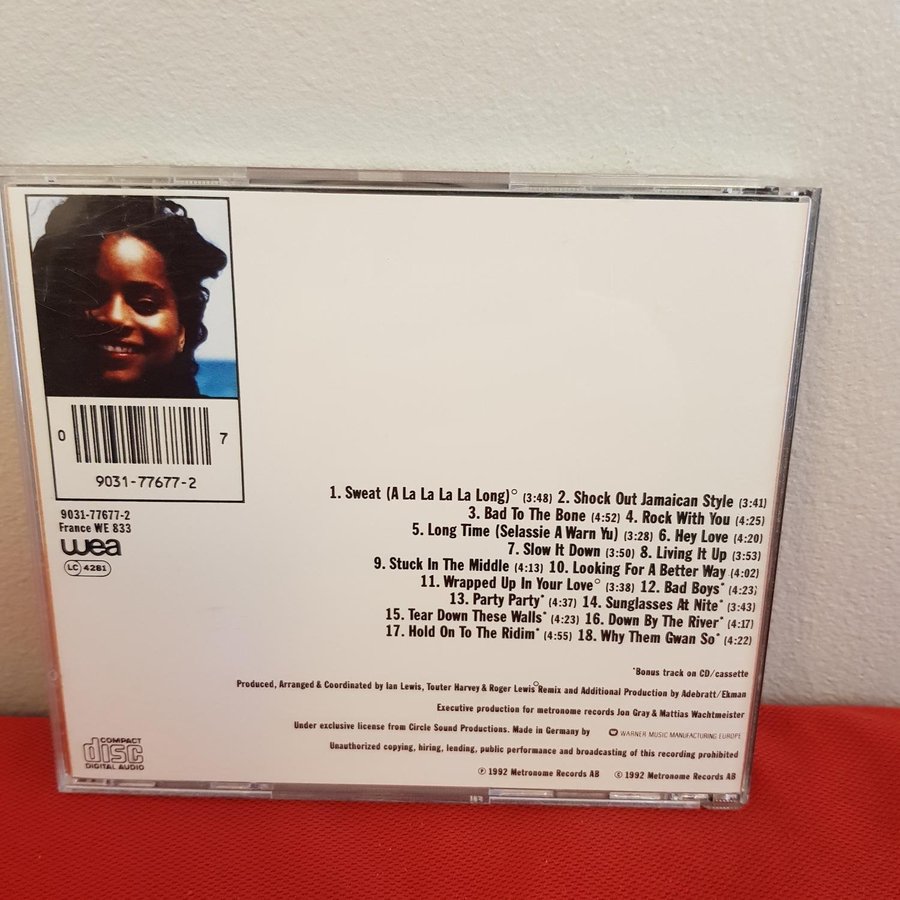 0 7
9031-77677-2
9031-77677-2
France WE 833
wea
LC 4281
1. Sweat (A La La La La Long)° (3:48) 2. Shock Out Jamaican Style (3:41)
3. Bad To The Bone (4:52) 4. Rock With You (4:25)
5. Long Time (Selassie A Warn Yu) (3:28) 6. Hey Love (4:20)
7. Slow It Down (3:50) 8. Living It Up (3:53)
9. Stuck In The Middle (4:13) 10. Looking For A Better Way (4:02)
11. Wrapped Up In Your Love° (3:38) 12. Bad Boys* (4:23)
13. Party Party* (4:37) 14. Sunglasses At Nite* (3:43)
15. Tear Down These Walls* (4:23) 16. Down By The River* (4:17)
17. Hold On To The Ridim* (4:55) 18. Why Them Gwan So* (4:22)
*Bonus track on CD/cassette
Produced, Arranged & Coordinated by Ian Lewis, Touter Harvey & Roger Lewis °Remix and Additional Production by Adebratt/Ekman
Executive production for metronome records Jon Gray & Mattias Wachtmeister
Under exclusive license from Circle Sound Productions. Made in Germany by WARNER MUSIC MANUFACTURING EUROPE
Unauthorized copying, hiring, lending, public performance and broadcasting of this recording prohibited
℗ 1992 Metronome Records AB © 1992 Metronome Records AB
COMPACT
disc
DIGITAL AUDIO